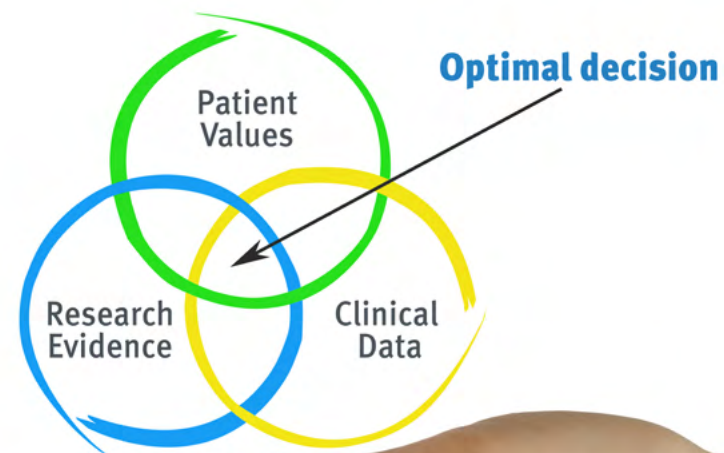 Optimal decision
Patient
Values
Research
Evidence
Clinical
Data